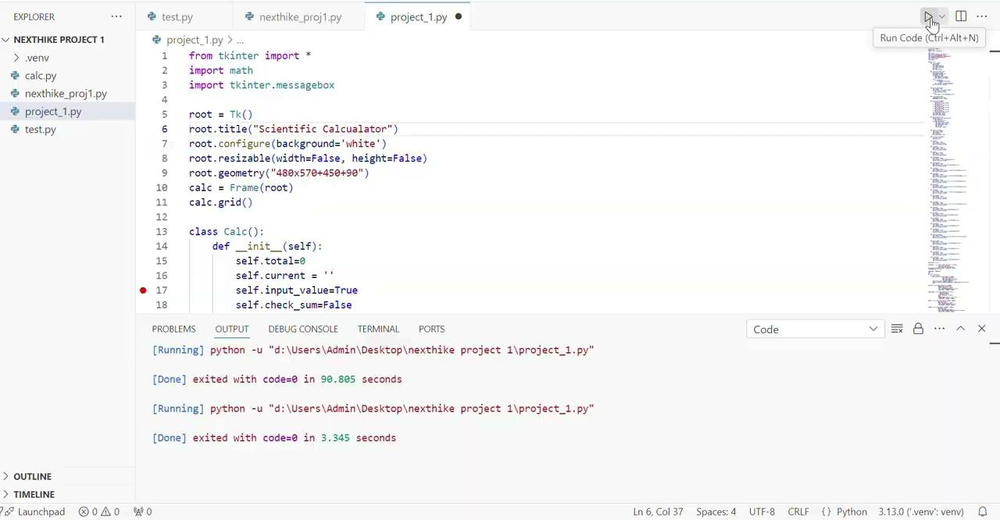 EXPLORER
test.py
nexthike_proj1.py
project_1.py
Run Code (Ctrl+Alt+N)
NEXTHIKE PROJECT 1
.venv
calc.py
nexthike_proj1.py
project_1.py
test.py
project_1.py > ...
1 from tkinter import *
2 import math
3 import tkinter.messagebox
4
5 root = Tk()
6 root.title("Scientific Calcualator")
7 root.configure(background='white')
8 root.resizable(width=False, height=False)
9 root.geometry("480x570+450+90")
10 calc = Frame(root)
11 calc.grid()
12
13 class Calc():
14 def __init__(self):
15 self.total=0
16 self.current = ''
17 self.input_value=True
18 self.check_sum=False
PROBLEMS OUTPUT DEBUG CONSOLE TERMINAL PORTS
Code
[Running] python -u "d:\Users\Admin\Desktop\nexthike project 1\project_1.py"
[Done] exited with code=0 in 90.805 seconds
[Running] python -u "d:\Users\Admin\Desktop\nexthike project 1\project_1.py"
[Done] exited with code=0 in 3.345 seconds
OUTLINE
TIMELINE
Launchpad 0 0 0 Ln 6, Col 37 Spaces: 4 UTF-8 CRLF {} Python 3.13.0 ('.venv': venv)